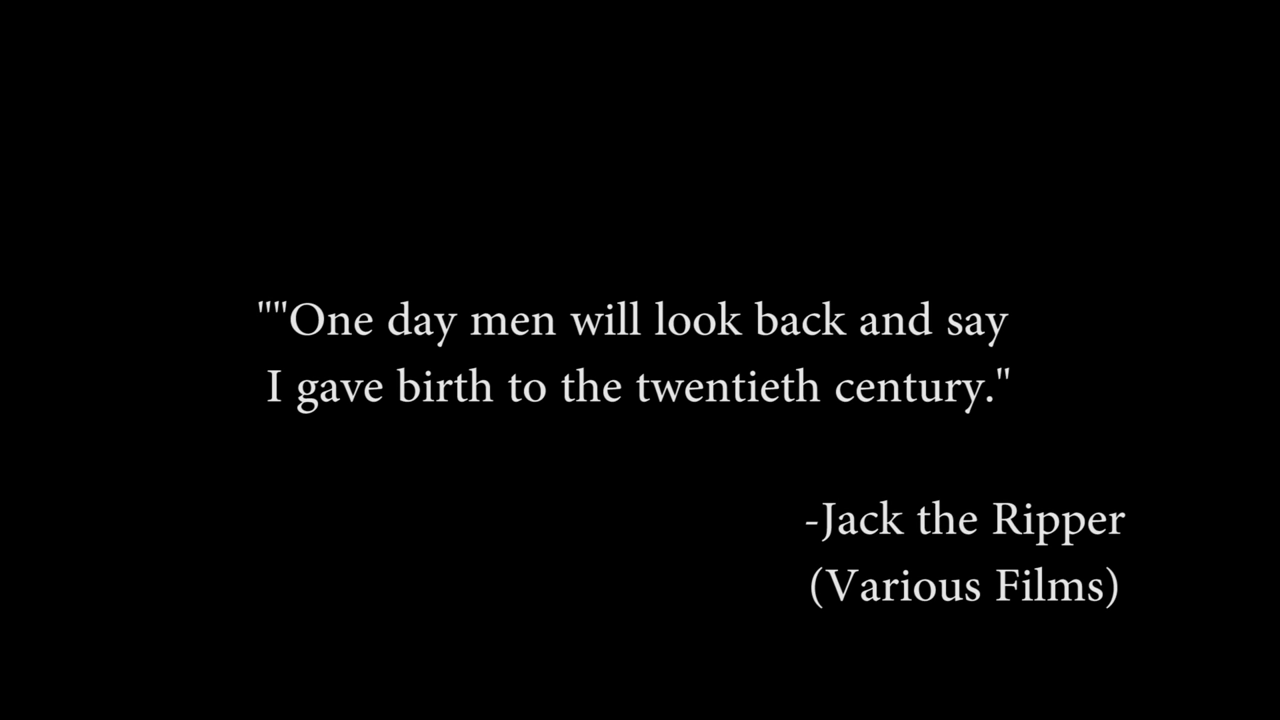 ""One day men will look back and say
I gave birth to the twentieth century."
-Jack the Ripper
(Various Films)